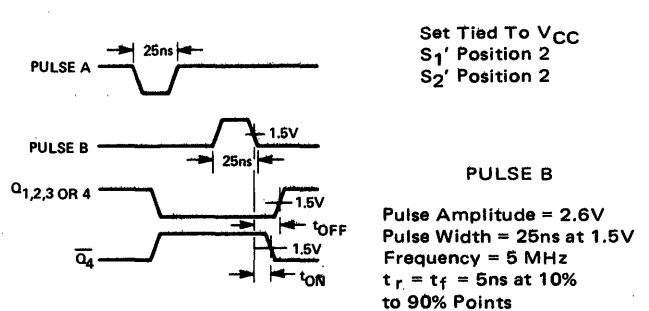 25ns
PULSE A
Set Tied To VCC
S1' Position 2
S2' Position 2
1.5V
PULSE B
25ns
Q1,2,3 OR 4
1.5V
tOFF
1.5V
Q̅4
tON
PULSE B
Pulse Amplitude = 2.6V
Pulse Width = 25ns at 1.5V
Frequency = 5 MHz
tr = tf = 5ns at 10%
to 90% Points